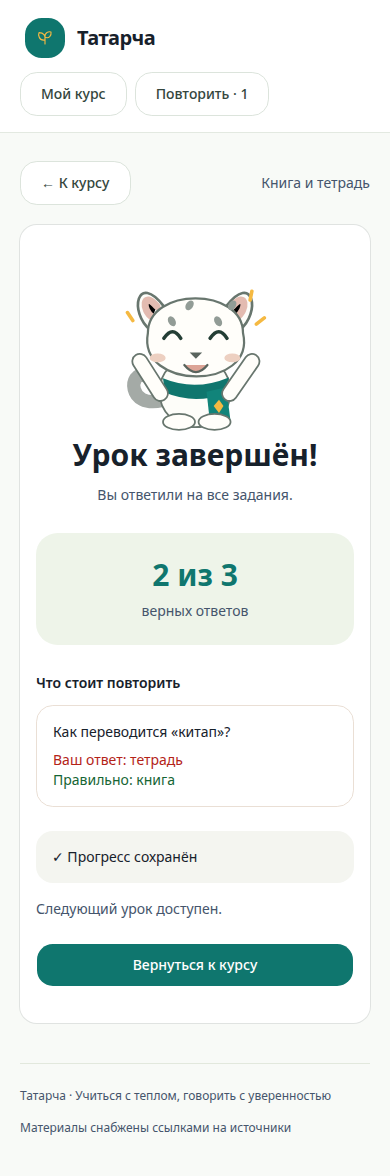 Татарча
Мой курс
Повторить · 1
← К курсу
Книга и тетрадь
Урок завершён!
Вы ответили на все задания.
2 из 3
верных ответов
Что стоит повторить
Как переводится «китап»?
Ваш ответ: тетрадь
Правильно: книга
✓ Прогресс сохранён
Следующий урок доступен.
Вернуться к курсу
Татарча · Учиться с теплом, говорить с уверенностью
Материалы снабжены ссылками на источники